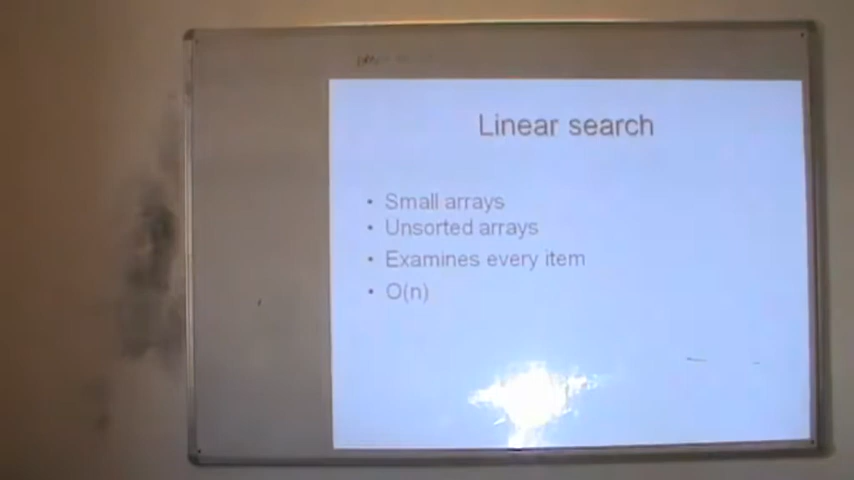 Linear search
• Small arrays
• Unsorted arrays
• Examines every item
• O(n)